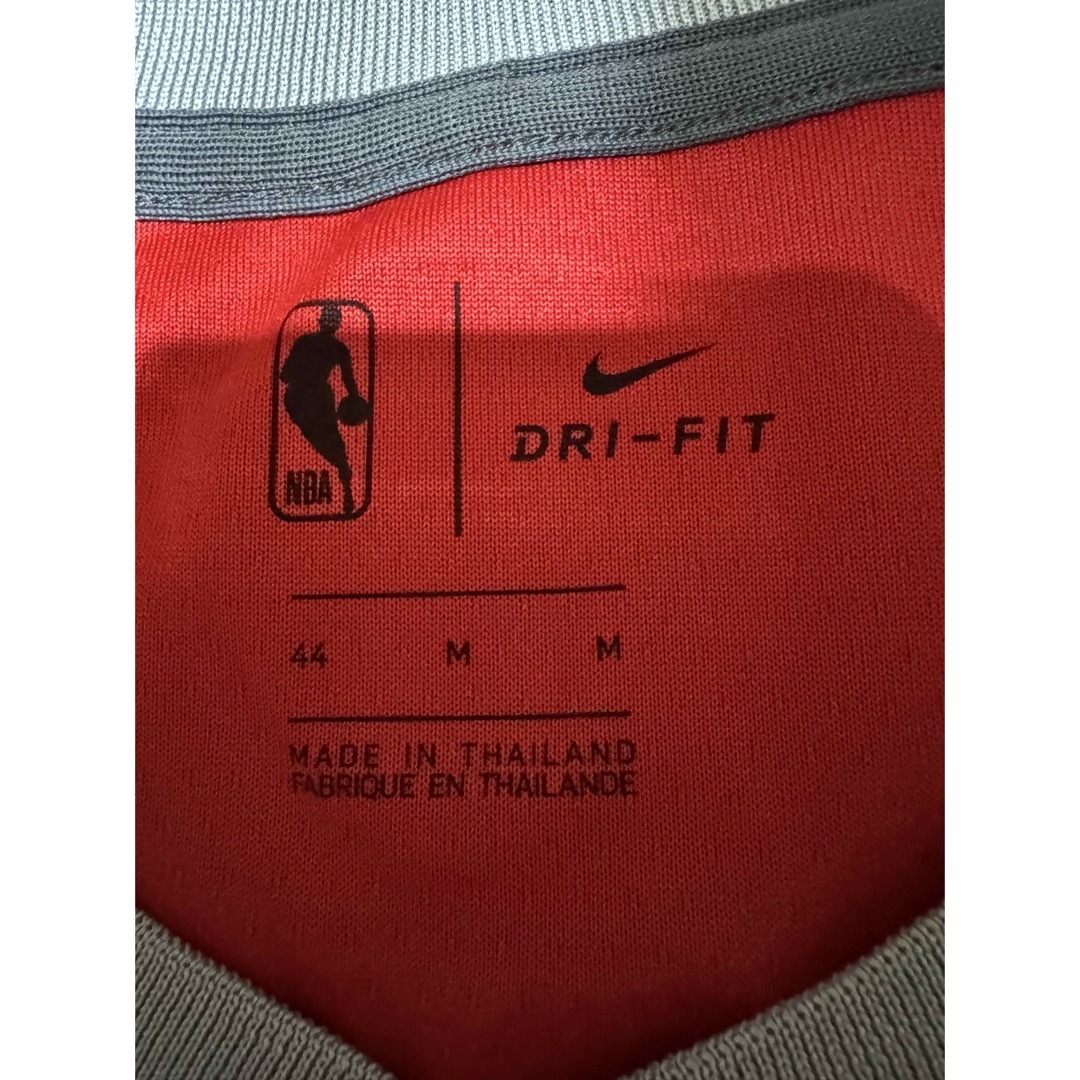 NBA
DRI-FIT
44 M M
MADE IN THAILAND
FABRIQUE EN THAILANDE